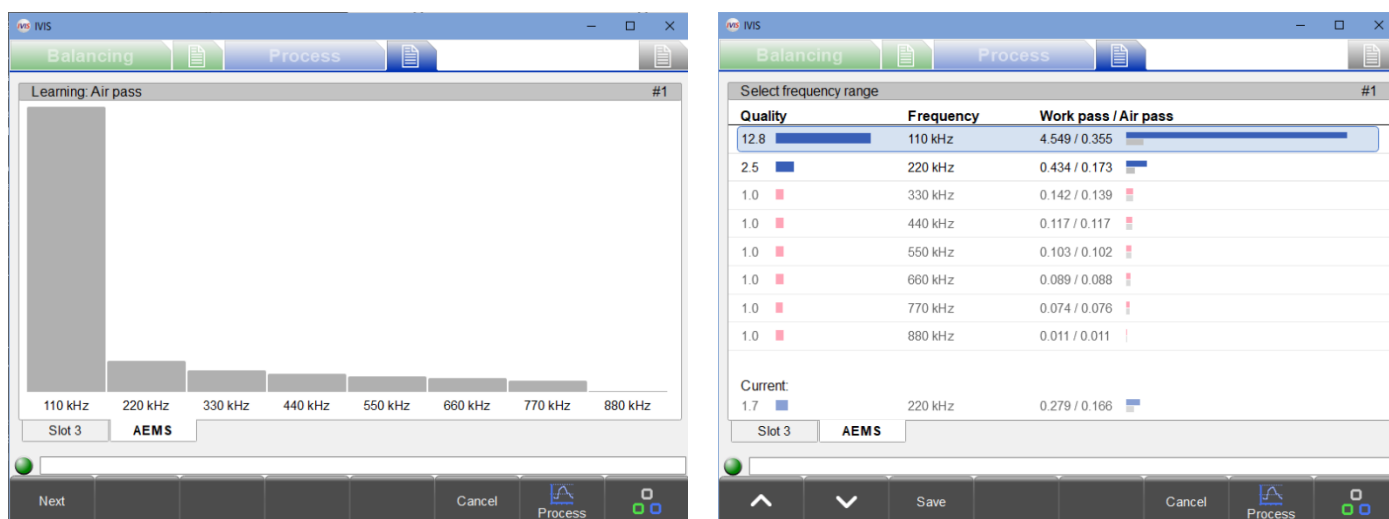 IVIS
Balancing Process
Learning: Air pass #1
110 kHz 220 kHz 330 kHz 440 kHz 550 kHz 660 kHz 770 kHz 880 kHz
Slot 3 AEMS
Next Cancel Process
IVIS
Balancing Process
Select frequency range #1
Quality Frequency Work pass / Air pass
12.8 110 kHz 4.549 / 0.355
2.5 220 kHz 0.434 / 0.173
1.0 330 kHz 0.142 / 0.139
1.0 440 kHz 0.117 / 0.117
1.0 550 kHz 0.103 / 0.102
1.0 660 kHz 0.089 / 0.088
1.0 770 kHz 0.074 / 0.076
1.0 880 kHz 0.011 / 0.011
Current:
1.7 220 kHz 0.279 / 0.166
Slot 3 AEMS
Save Cancel Process